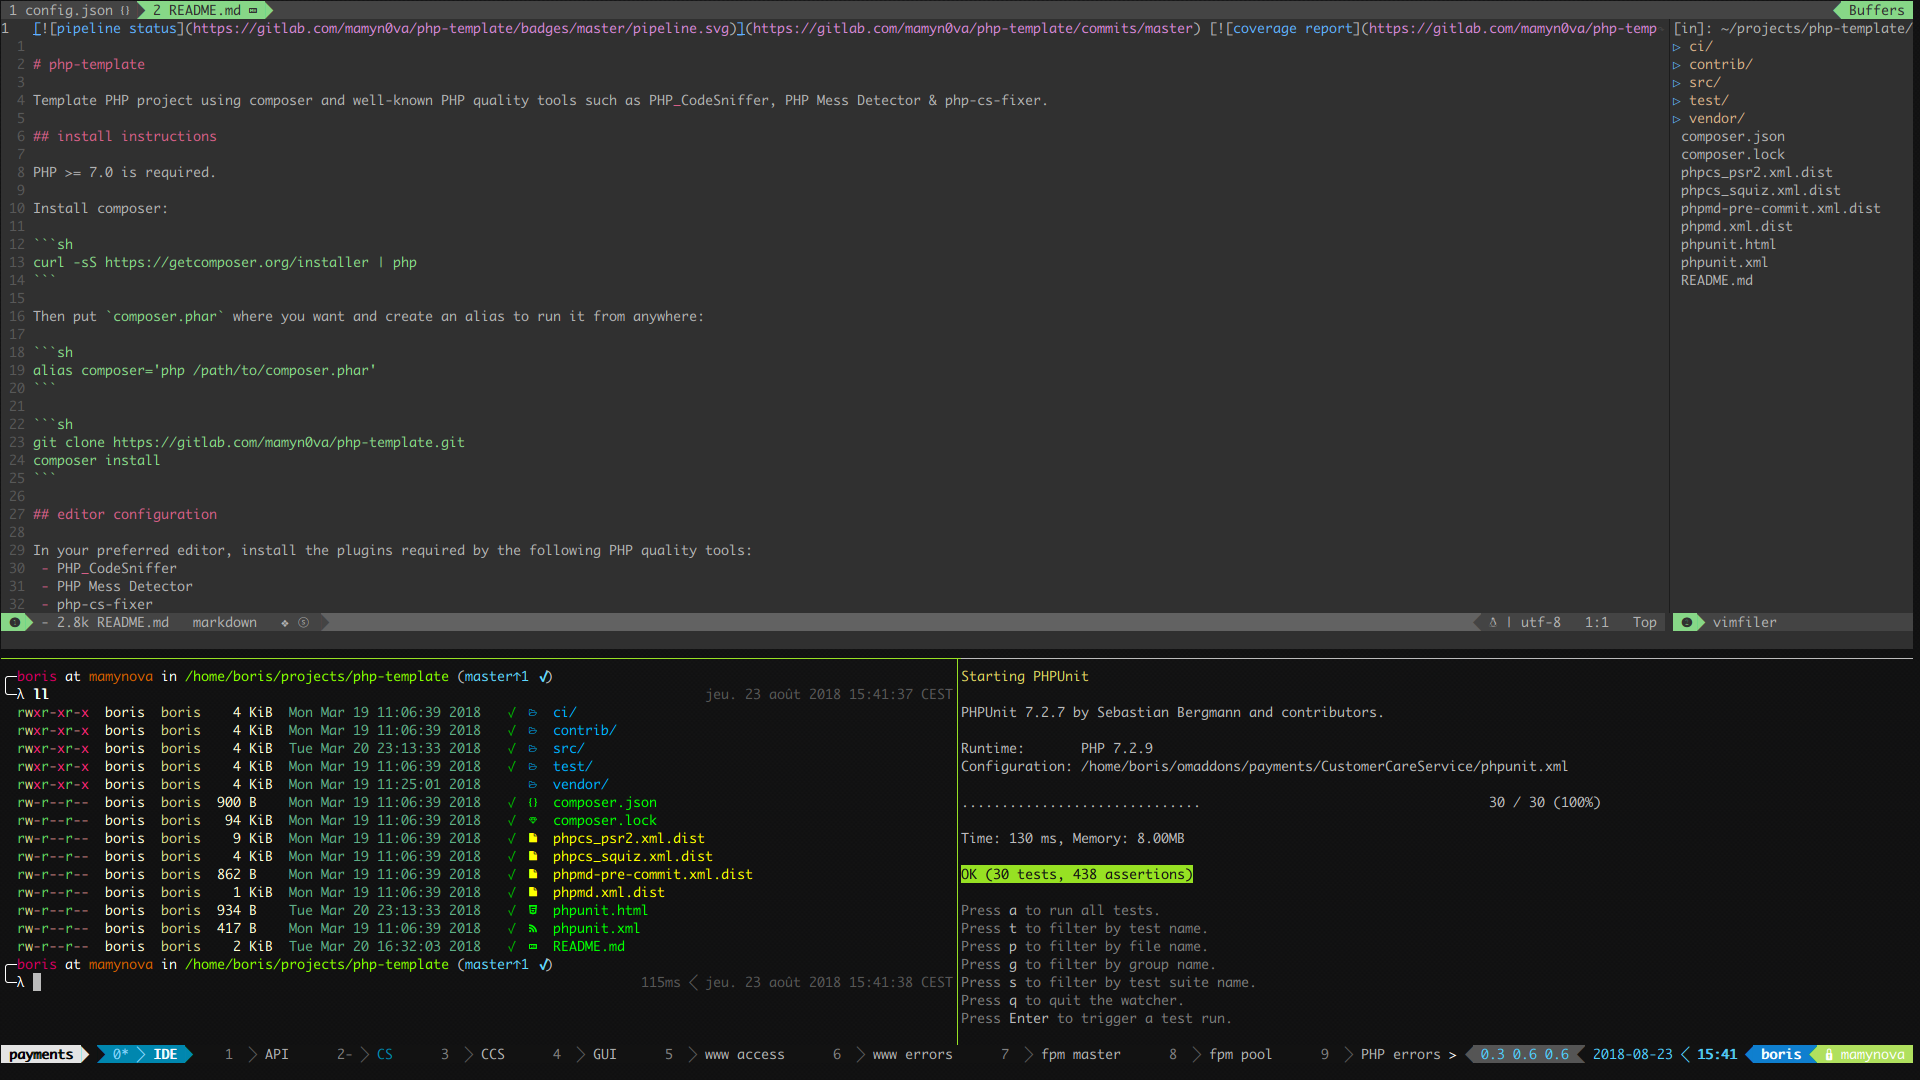 1 config.json {} 2 README.md Buffers
1 [![pipeline status](https://gitlab.com/mamyn0va/php-template/badges/master/pipeline.svg)](https://gitlab.com/mamyn0va/php-template/commits/master) [![coverage report](https://gitlab.com/mamyn0va/php-temp
1
2 # php-template
3
4 Template PHP project using composer and well-known PHP quality tools such as PHP_CodeSniffer, PHP Mess Detector & php-cs-fixer.
5
6 ## install instructions
7
8 PHP >= 7.0 is required.
9
10 Install composer:
11
12 ```sh
13 curl -sS https://getcomposer.org/installer | php
14 ```
15
16 Then put `composer.phar` where you want and create an alias to run it from anywhere:
17
18 ```sh
19 alias composer='php /path/to/composer.phar'
20 ```
21
22 ```sh
23 git clone https://gitlab.com/mamyn0va/php-template.git
24 composer install
25 ```
26
27 ## editor configuration
28
29 In your preferred editor, install the plugins required by the following PHP quality tools:
30 - PHP_CodeSniffer
31 - PHP Mess Detector
32 - php-cs-fixer
- 2.8k README.md markdown utf-8 1:1 Top
[in]: ~/projects/php-template/
▷ ci/
▷ contrib/
▷ src/
▷ test/
▷ vendor/
composer.json
composer.lock
phpcs_psr2.xml.dist
phpcs_squiz.xml.dist
phpmd-pre-commit.xml.dist
phpmd.xml.dist
phpunit.html
phpunit.xml
README.md
vimfiler
boris at mamynova in /home/boris/projects/php-template (master↑1 ✓)
λ ll jeu. 23 août 2018 15:41:37 CEST
rwxr-xr-x boris boris 4 KiB Mon Mar 19 11:06:39 2018 ✓ ci/
rwxr-xr-x boris boris 4 KiB Mon Mar 19 11:06:39 2018 ✓ contrib/
rwxr-xr-x boris boris 4 KiB Tue Mar 20 23:13:33 2018 ✓ src/
rwxr-xr-x boris boris 4 KiB Mon Mar 19 11:06:39 2018 ✓ test/
rwxr-xr-x boris boris 4 KiB Mon Mar 19 11:25:01 2018 vendor/
rw-r--r-- boris boris 900 B Mon Mar 19 11:06:39 2018 ✓ {} composer.json
rw-r--r-- boris boris 94 KiB Mon Mar 19 11:06:39 2018 ✓ composer.lock
rw-r--r-- boris boris 9 KiB Mon Mar 19 11:06:39 2018 ✓ phpcs_psr2.xml.dist
rw-r--r-- boris boris 4 KiB Mon Mar 19 11:06:39 2018 ✓ phpcs_squiz.xml.dist
rw-r--r-- boris boris 862 B Mon Mar 19 11:06:39 2018 ✓ phpmd-pre-commit.xml.dist
rw-r--r-- boris boris 1 KiB Mon Mar 19 11:06:39 2018 ✓ phpmd.xml.dist
rw-r--r-- boris boris 934 B Tue Mar 20 23:13:33 2018 ✓ phpunit.html
rw-r--r-- boris boris 417 B Mon Mar 19 11:06:39 2018 ✓ phpunit.xml
rw-r--r-- boris boris 2 KiB Tue Mar 20 16:32:03 2018 ✓ README.md
boris at mamynova in /home/boris/projects/php-template (master↑1 ✓)
λ 115ms jeu. 23 août 2018 15:41:38 CEST
Starting PHPUnit
PHPUnit 7.2.7 by Sebastian Bergmann and contributors.
Runtime: PHP 7.2.9
Configuration: /home/boris/omaddons/payments/CustomerCareService/phpunit.xml
.............................. 30 / 30 (100%)
Time: 130 ms, Memory: 8.00MB
OK (30 tests, 438 assertions)
Press a to run all tests.
Press t to filter by test name.
Press p to filter by file name.
Press g to filter by group name.
Press s to filter by test suite name.
Press q to quit the watcher.
Press Enter to trigger a test run.
payments 0* IDE 1 API 2- CS 3 CCS 4 GUI 5 www access 6 www errors 7 fpm master 8 fpm pool 9 PHP errors > 0.3 0.6 0.6 2018-08-23 15:41 boris mamynova